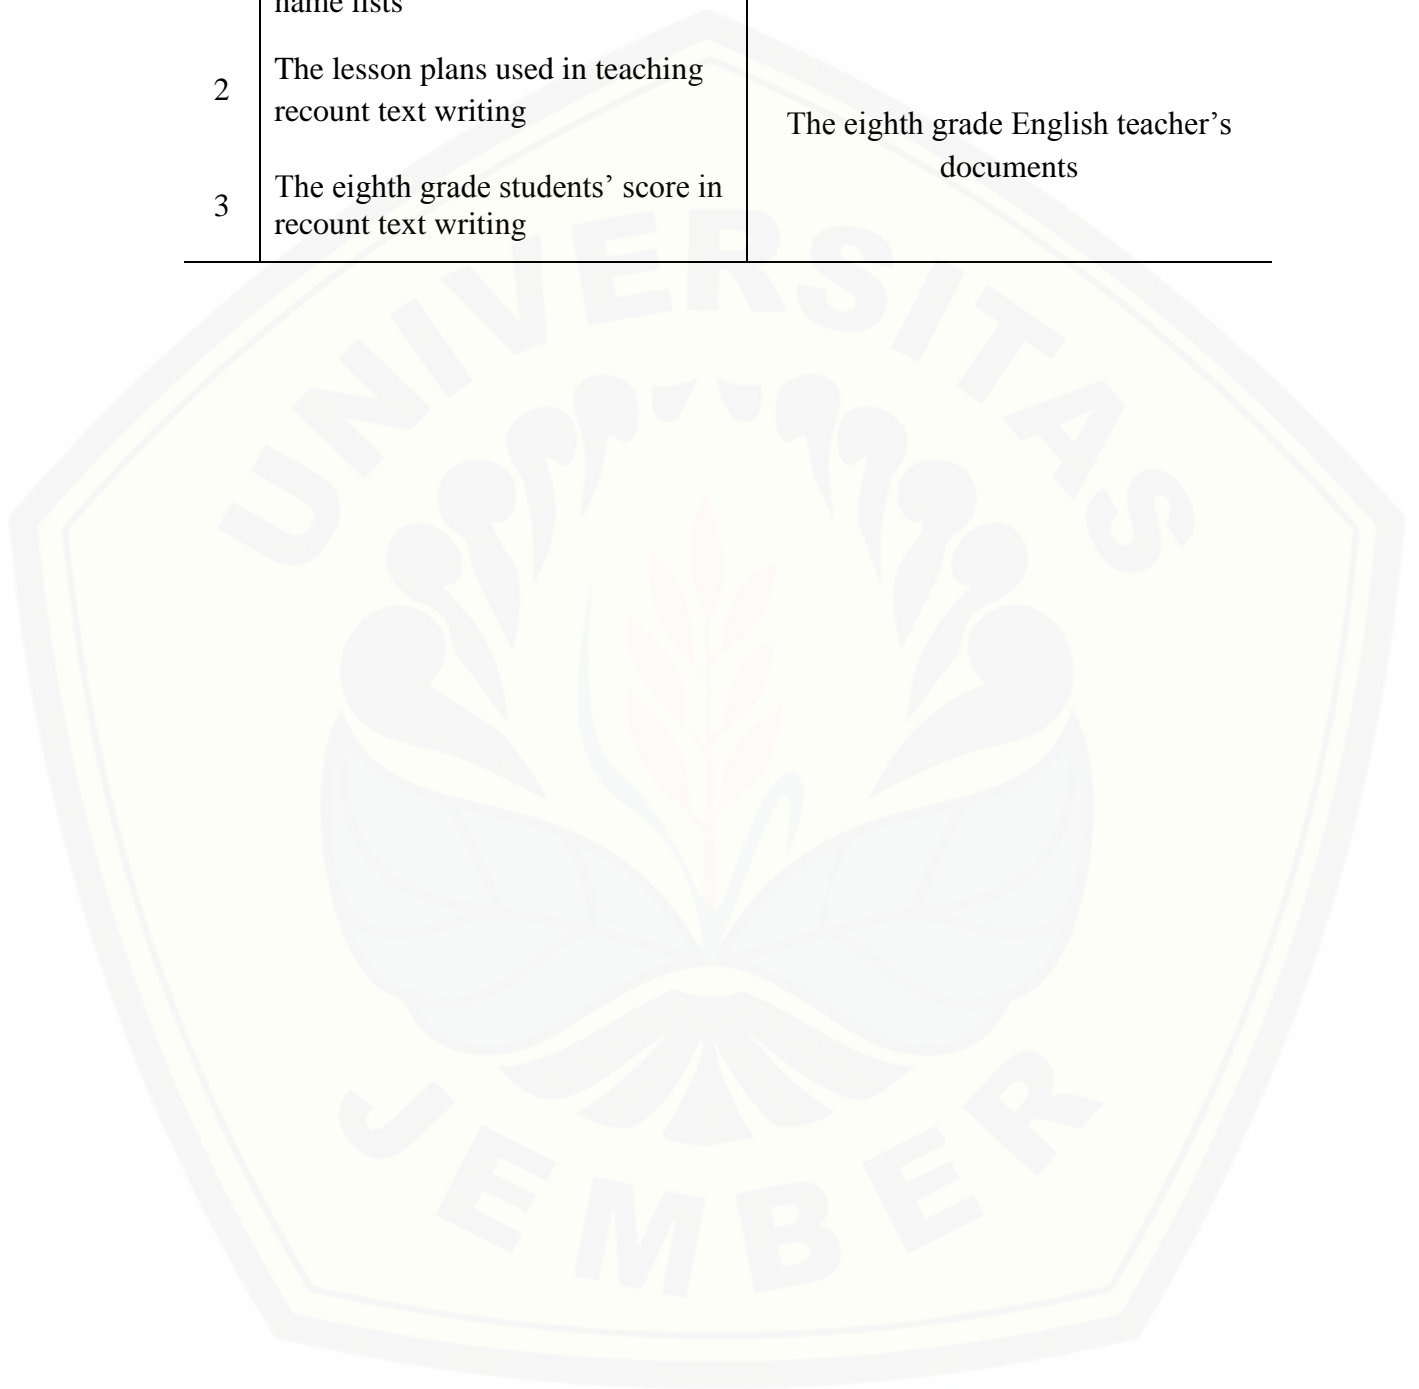 name lists
2
The lesson plans used in teaching
recount text writing
The eighth grade English teacher’s
documents
3
The eighth grade students’ score in
recount text writing
UNIVERSITAS
JEMBER